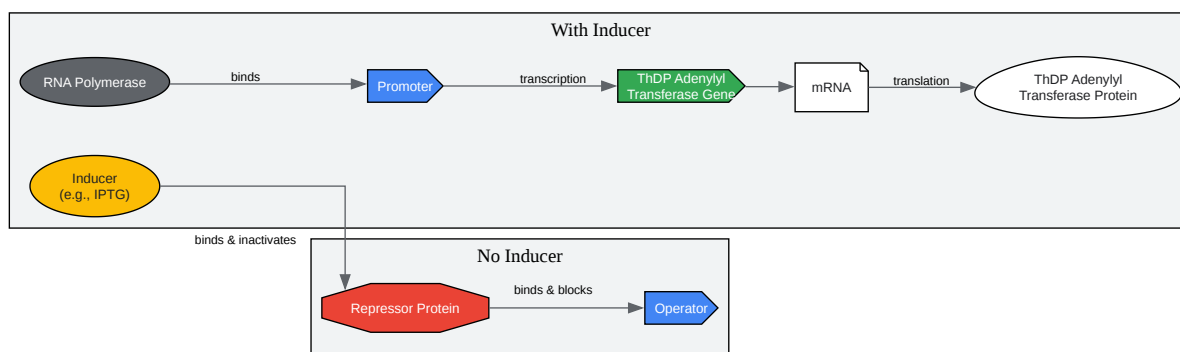 With Inducer
RNA Polymerase
binds
Promoter
transcription
ThDP Adenylyl
Transferase Gene
mRNA
translation
ThDP Adenylyl
Transferase Protein
Inducer
(e.g., IPTG)
binds & inactivates
No Inducer
Repressor Protein
binds & blocks
Operator